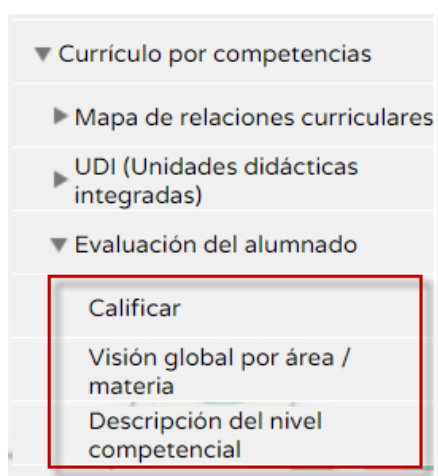 Currículo por competencias
Mapa de relaciones curriculares
UDI (Unidades didácticas
integradas)
Evaluación del alumnado
Calificar
Visión global por área /
materia
Descripción del nivel
competencial